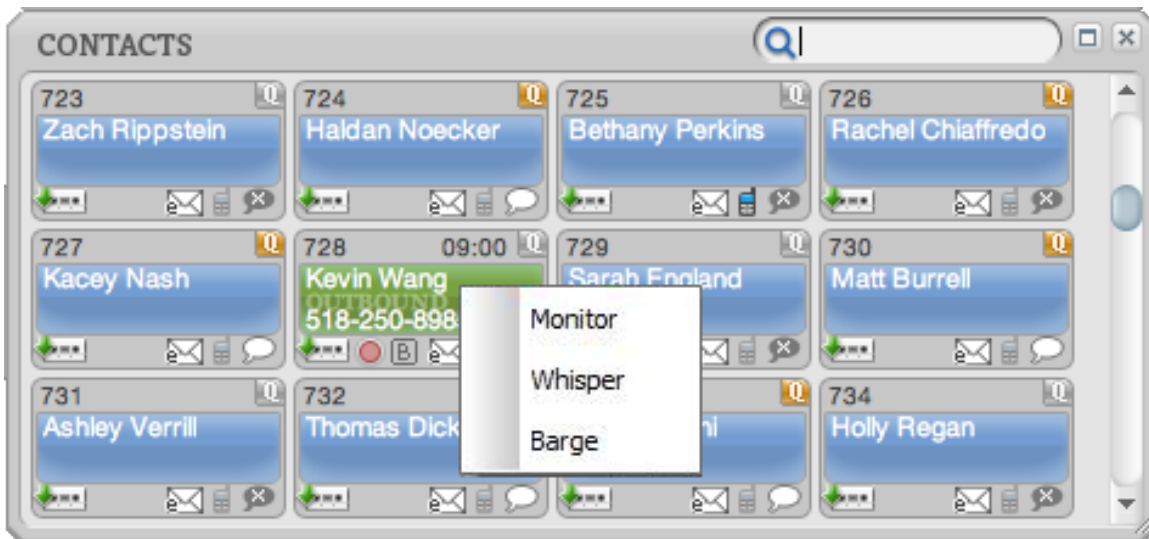 CONTACTS
723 Q 724 Q 725 Q 726 Q
Zach Rippstein Haldan Noecker Bethany Perkins Rachel Chiaffredo
727 Q 728 09:00 Q 729 Q 730 Q
Kacey Nash Kevin Wang Sarah England Matt Burrell
OUTBOUND
518-250-898
Monitor
B
Whisper
731 Q 732 Q 734 Q
Ashley Verrill Thomas Dick Holly Regan
Barge